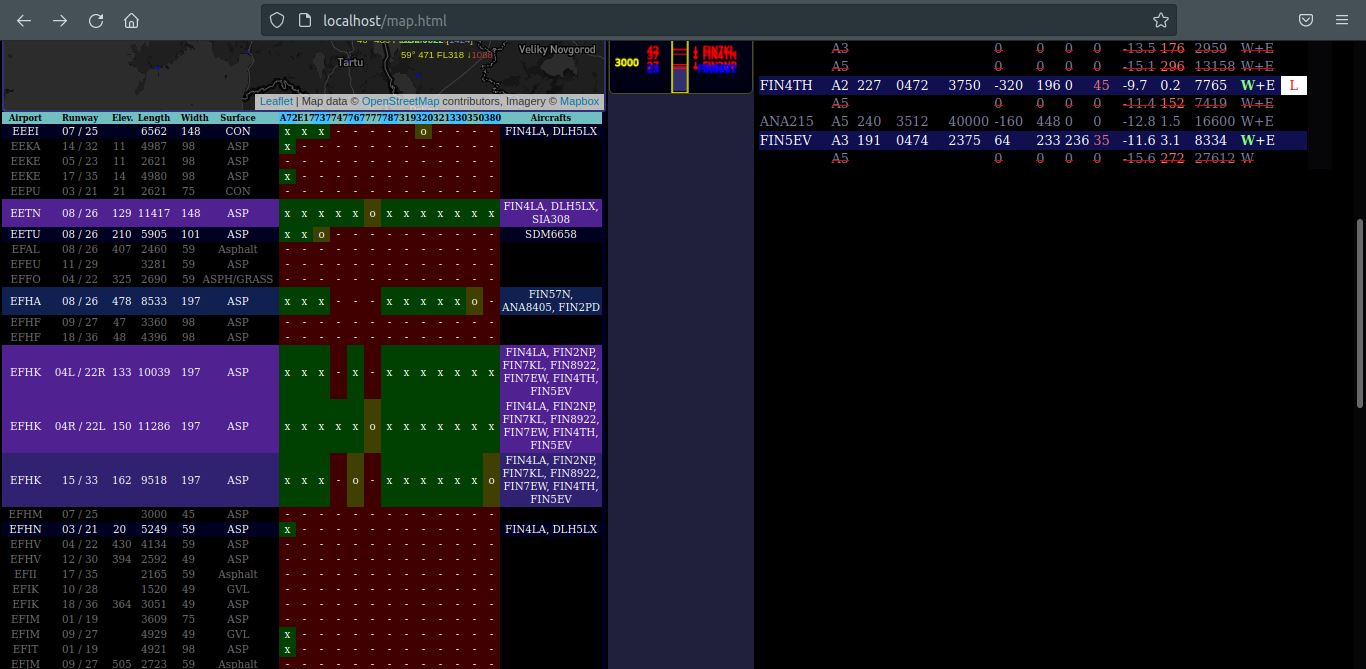 localhost/map.html
Veliky Novgorod
59° 471 FL318 ↓1088
Tartu
Leaflet | Map data © OpenStreetMap contributors, Imagery © Mapbox
3000
Airport Runway Elev. Length Width Surface A72 E17 737 747 767 777 787 319 320 321 330 350 380 Aircrafts
EEEI 07 / 25 6562 148 CON x x x - - - - - o - - - - FIN4LA, DLH5LX
EEKA 14 / 32 11 4987 98 ASP x - - - - - - - - - - - -
EEKE 05 / 23 11 2621 98 ASP - - - - - - - - - - - - -
EEKE 17 / 35 14 4980 98 ASP x - - - - - - - - - - - -
EEPU 03 / 21 21 2621 75 CON - - - - - - - - - - - - -
EETN 08 / 26 129 11417 148 ASP x x x x x o x x x x x x x FIN4LA, DLH5LX,
SIA308
EETU 08 / 26 210 5905 101 ASP x x o - - - - - - - - - - SDM6658
EFAL 08 / 26 407 2460 59 Asphalt - - - - - - - - - - - - -
EFEU 11 / 29 3281 59 ASP - - - - - - - - - - - - -
EFFO 04 / 22 325 2690 59 ASPH/GRASS - - - - - - - - - - - - -
EFHA 08 / 26 478 8533 197 ASP x x x - - - x x x x x o - FIN57N,
ANA8405, FIN2PD
EFHF 09 / 27 47 3360 98 ASP - - - - - - - - - - - - -
EFHF 18 / 36 48 4396 98 ASP - - - - - - - - - - - - -
EFHK 04L / 22R 133 10039 197 ASP x x x - x - x x x x x x x FIN4LA, FIN2NP,
FIN7KL, FIN8922,
FIN7EW, FIN4TH,
FIN5EV
EFHK 04R / 22L 150 11286 197 ASP x x x x x o x x x x x x x FIN4LA, FIN2NP,
FIN7KL, FIN8922,
FIN7EW, FIN4TH,
FIN5EV
EFHK 15 / 33 162 9518 197 ASP x x x - o - x x x x x x o FIN4LA, FIN2NP,
FIN7KL, FIN8922,
FIN7EW, FIN4TH,
FIN5EV
EFHM 07 / 25 3000 45 ASP - - - - - - - - - - - - -
EFHN 03 / 21 20 5249 59 ASP x - - - - - - - - - - - - FIN4LA, DLH5LX
EFHV 04 / 22 430 4134 59 ASP - - - - - - - - - - - - -
EFHV 12 / 30 394 2592 49 ASP - - - - - - - - - - - - -
EFII 17 / 35 2165 59 Asphalt - - - - - - - - - - - - -
EFIK 10 / 28 1520 49 GVL - - - - - - - - - - - - -
EFIK 18 / 36 364 3051 49 ASP - - - - - - - - - - - - -
EFIM 01 / 19 3609 75 ASP - - - - - - - - - - - - -
EFIM 09 / 27 4929 49 GVL x - - - - - - - - - - - -
EFIT 01 / 19 4921 98 ASP x - - - - - - - - - - - -
EFJM 09 / 27 505 2723 59 Asphalt - - - - - - - - - - - - -
A3 0 0 0 0 -13.5 176 2959 W+E
A5 0 0 0 0 -15.1 296 13158 W+E
FIN4TH A2 227 0472 3750 -320 196 0 45 -9.7 0.2 7765 W+E L
A5 0 0 0 0 -11.4 152 7419 W+E
ANA215 A5 240 3512 40000 -160 448 0 0 -12.8 1.5 16600 W+E
FIN5EV A3 191 0474 2375 64 233 236 35 -11.6 3.1 8334 W+E
A5 0 0 0 0 -15.6 272 27612 W